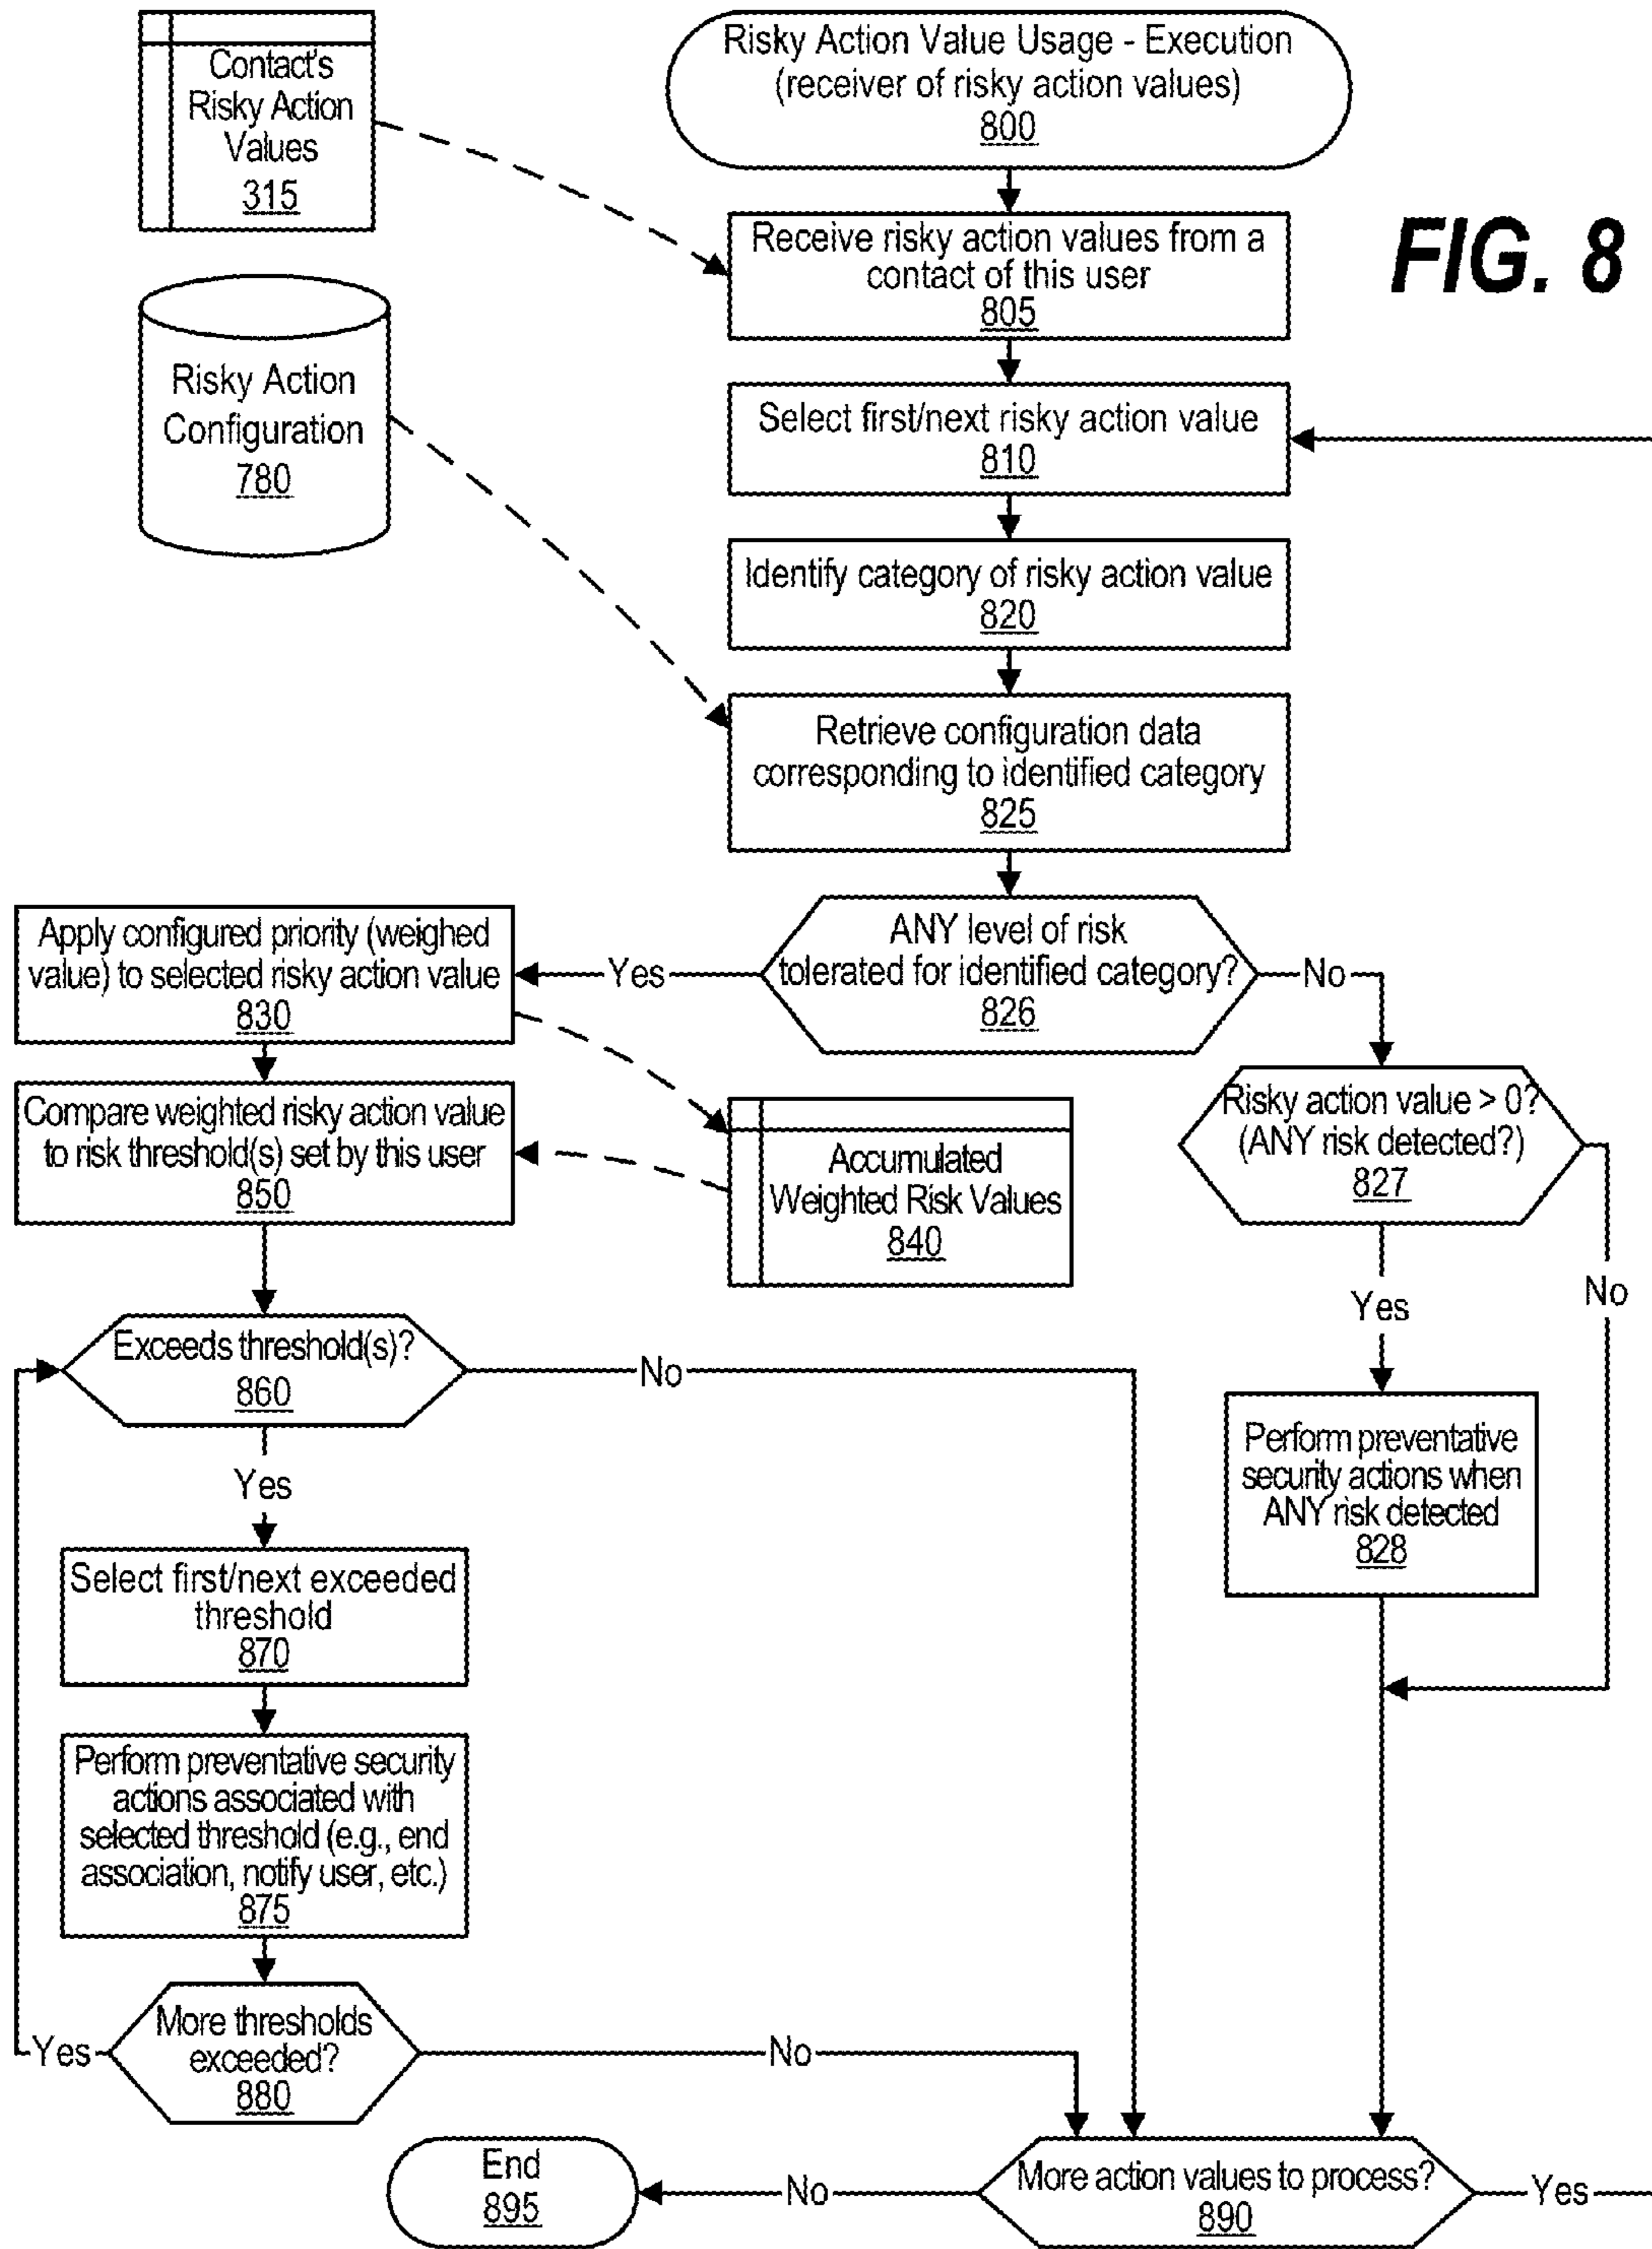 Contact's
Risky Action
Values
315
Risky Action Value Usage - Execution
(receiver of risky action values)
800
FIG. 8
Receive risky action values from a
contact of this user
805
Risky Action
Configuration
780
Select first/next risky action value
810
Identify category of risky action value
820
Retrieve configuration data
corresponding to identified category
825
ANY level of risk
tolerated for identified category?
826
Yes
No
Apply configured priority (weighed
value) to selected risky action value
830
Compare weighted risky action value
to risk threshold(s) set by this user
850
Accumulated
Weighted Risk Values
840
Risky action value > 0?
(ANY risk detected?)
827
Yes
No
Exceeds threshold(s)?
860
No
Yes
Perform preventative
security actions when
ANY risk detected
828
Select first/next exceeded
threshold
870
Perform preventative security
actions associated with
selected threshold (e.g., end
association, notify user, etc.)
875
More thresholds
exceeded?
880
Yes
No
More action values to process?
890
No
Yes
End
895